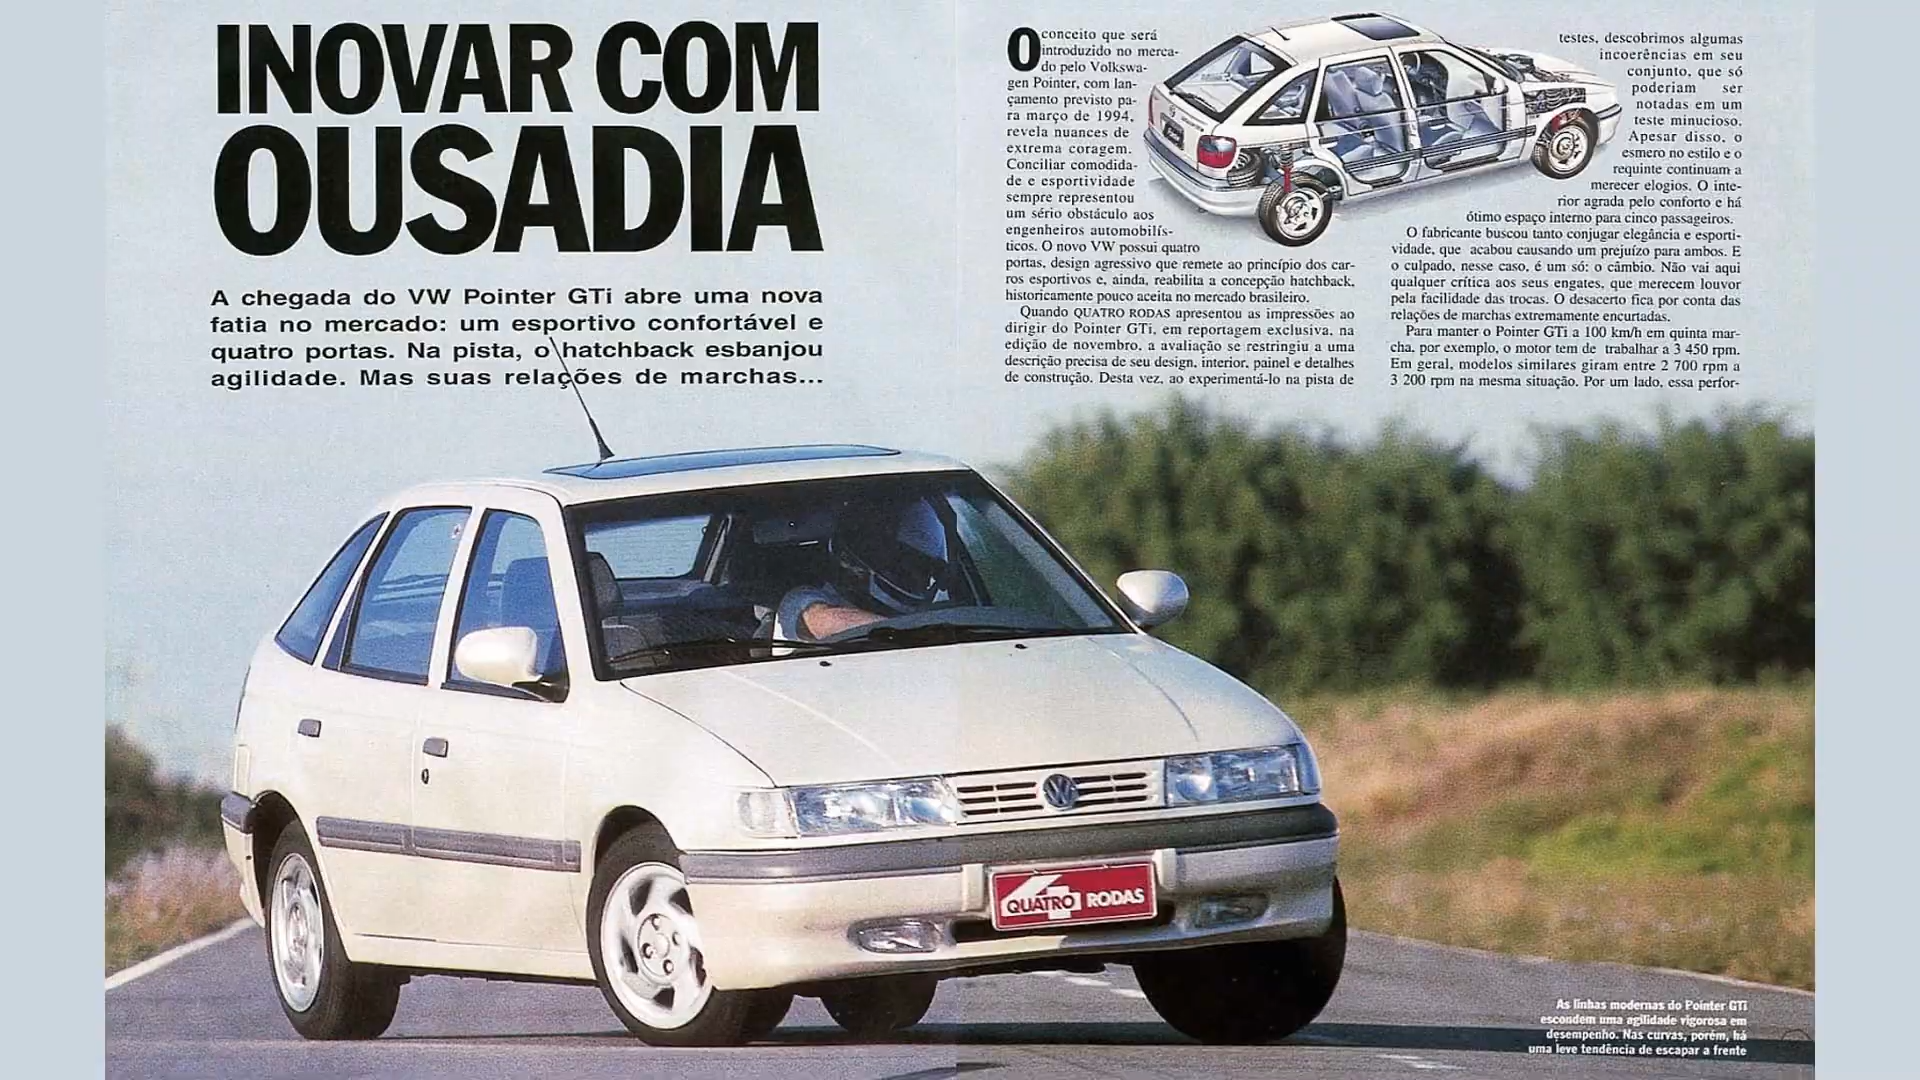 INOVAR COM
OUSADIA
A chegada do VW Pointer GTi abre uma nova
fatia no mercado: um esportivo confortável e
quatro portas. Na pista, o hatchback esbanjou
agilidade. Mas suas relações de marchas...
O conceito que será
introduzido no merca-
do pelo Volkswa-
gen Pointer, com lan-
çamento previsto pa-
ra março de 1994,
revela nuances de
extrema coragem.
Conciliar comodida-
de e esportividade
sempre representou
um sério obstáculo aos
engenheiros automobilís-
ticos. O novo VW possui quatro
portas, design agressivo que remete ao princípio dos car-
ros esportivos e, ainda, reabilita a concepção hatchback,
historicamente pouco aceita no mercado brasileiro.
Quando QUATRO RODAS apresentou as impressões ao
dirigir do Pointer GTi, em reportagem exclusiva, na
edição de novembro, a avaliação se restringiu a uma
descrição precisa de seu design, interior, painel e detalhes
de construção. Desta vez, ao experimentá-lo na pista de
testes, descobrimos algumas
incoerências em seu
conjunto, que só
poderiam ser
notadas em um
teste minucioso.
Apesar disso, o
esmero no estilo e o
requinte continuam a
merecer elogios. O inte-
rior agrada pelo conforto e há
ótimo espaço interno para cinco passageiros.
O fabricante buscou tanto conjugar elegância e esporti-
vidade, que acabou causando um prejuízo para ambos. E
o culpado, nesse caso, é um só: o câmbio. Não vai aqui
qualquer crítica aos seus engates, que merecem louvor
pela facilidade das trocas. O desacerto fica por conta das
relações de marchas extremamente encurtadas.
Para manter o Pointer GTi a 100 km/h em quinta mar-
cha, por exemplo, o motor tem de trabalhar a 3 450 rpm.
Em geral, modelos similares giram entre 2 700 rpm a
3 200 rpm na mesma situação. Por um lado, essa perfor-
QUATRO RODAS
As linhas modernas do Pointer GTi
escondem uma agilidade vigorosa em
desempenho. Nas curvas, porém, há
uma leve tendência de escapar a frente